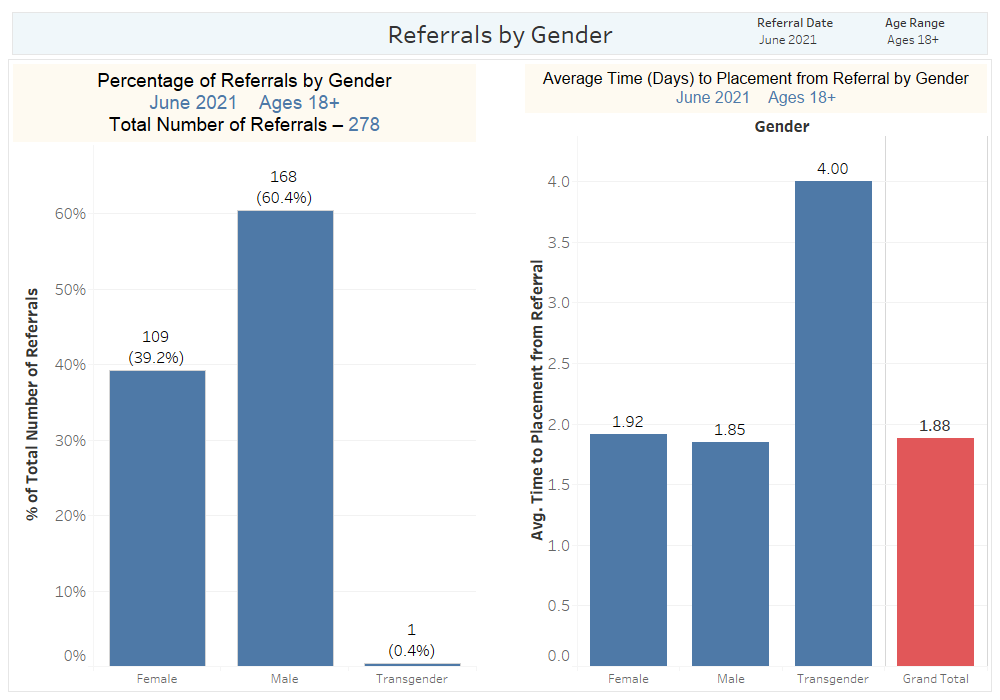 Referrals by Gender
Referral Date
June 2021
Age Range
Ages 18+
Percentage of Referrals by Gender
June 2021 Ages 18+
Total Number of Referrals – 278
% of Total Number of Referrals
60%
50%
40%
30%
20%
10%
0%
109
(39.2%)
168
(60.4%)
1
(0.4%)
Female
Male
Transgender
Average Time (Days) to Placement from Referral by Gender
June 2021 Ages 18+
Gender
Avg. Time to Placement from Referral
4.0
3.5
3.0
2.5
2.0
1.5
1.0
0.5
0.0
1.92
1.85
4.00
1.88
Female
Male
Transgender
Grand Total